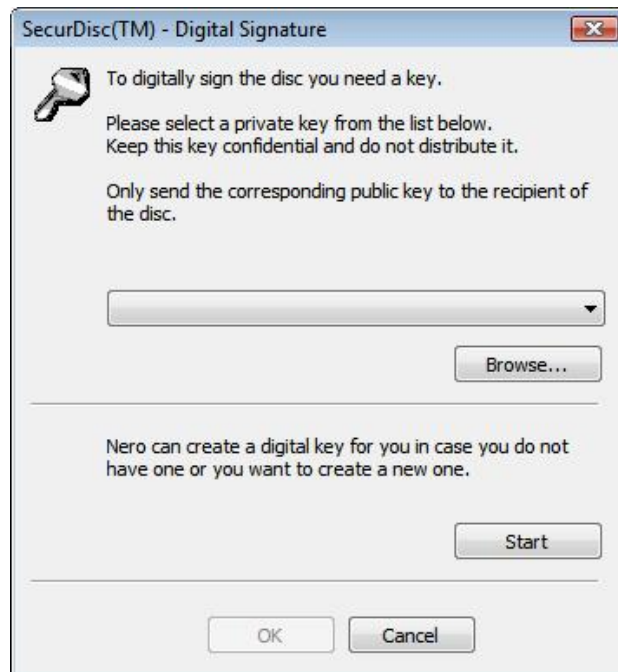 SecurDisc(TM) - Digital Signature
To digitally sign the disc you need a key.
Please select a private key from the list below.
Keep this key confidential and do not distribute it.
Only send the corresponding public key to the recipient of
the disc.
Browse...
Nero can create a digital key for you in case you do not
have one or you want to create a new one.
Start
OK
Cancel